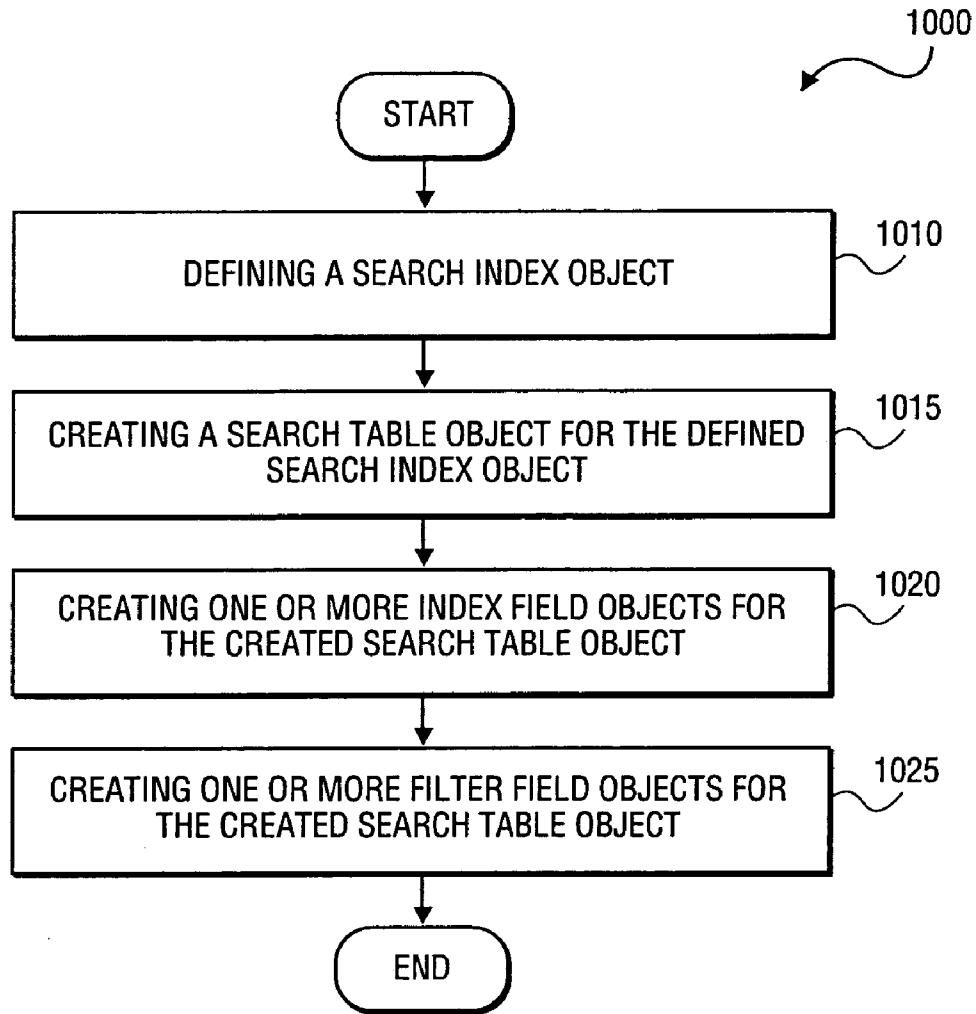 1000
START
DEFINING A SEARCH INDEX OBJECT
1010
CREATING A SEARCH TABLE OBJECT FOR THE DEFINED
SEARCH INDEX OBJECT
1015
CREATING ONE OR MORE INDEX FIELD OBJECTS FOR
THE CREATED SEARCH TABLE OBJECT
1020
CREATING ONE OR MORE FILTER FIELD OBJECTS FOR
THE CREATED SEARCH TABLE OBJECT
1025
END